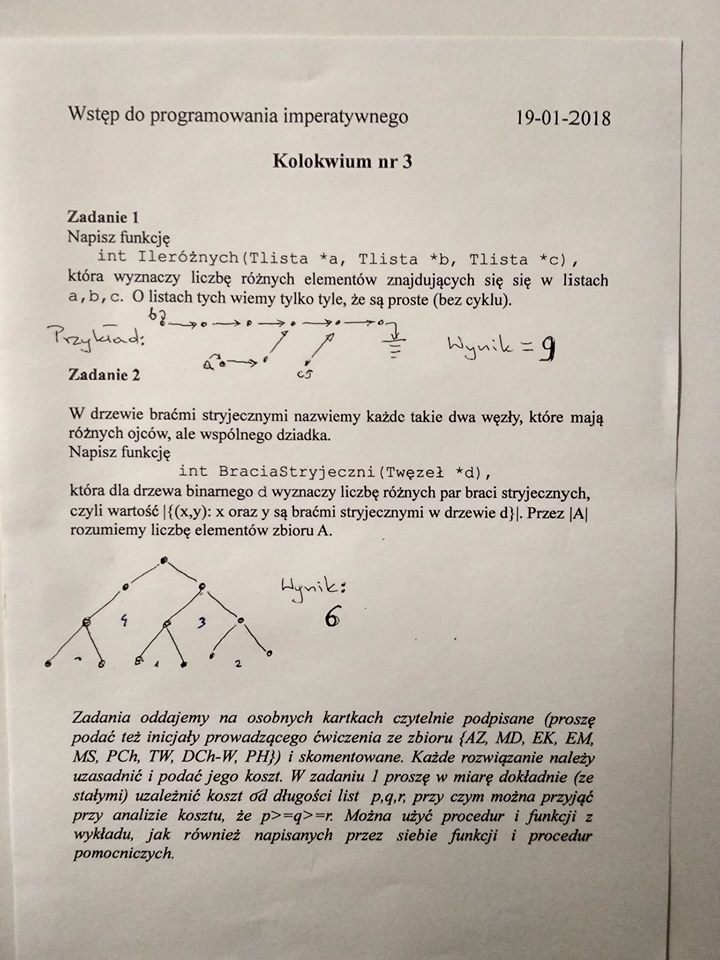 Wstęp do programowania imperatywnego 19-01-2018
Kolokwium nr 3
Zadanie 1
Napisz funkcję
int Ileróżnych(Tlista *a, Tlista *b, Tlista *c),
która wyznaczy liczbę różnych elementów znajdujących się się w listach
a,b,c. O listach tych wiemy tylko tyle, że są proste (bez cyklu).
b
Przykład:
Wynik = 9
a
c
Zadanie 2
W drzewie braćmi stryjecznymi nazwiemy każde takie dwa węzły, które mają
różnych ojców, ale wspólnego dziadka.
Napisz funkcję
int BraciaStryjeczni(Twęzeł *d),
która dla drzewa binarnego d wyznaczy liczbę różnych par braci stryjecznych,
czyli wartość |{(x,y): x oraz y są braćmi stryjecznymi w drzewie d}|. Przez |A|
rozumiemy liczbę elementów zbioru A.
Wynik:
6
3
1 2
Zadania oddajemy na osobnych kartkach czytelnie podpisane (proszę
podać też inicjały prowadzącego ćwiczenia ze zbioru {AZ, MD, EK, EM,
MS, PCh, TW, DCh-W, PH}) i skomentowane. Każde rozwiązanie należy
uzasadnić i podać jego koszt. W zadaniu 1 proszę w miarę dokładnie (ze
stałymi) uzależnić koszt od długości list p,q,r, przy czym można przyjąć
przy analizie kosztu, że p>=q>=r. Można użyć procedur i funkcji z
wykładu, jak również napisanych przez siebie funkcji i procedur
pomocniczych.